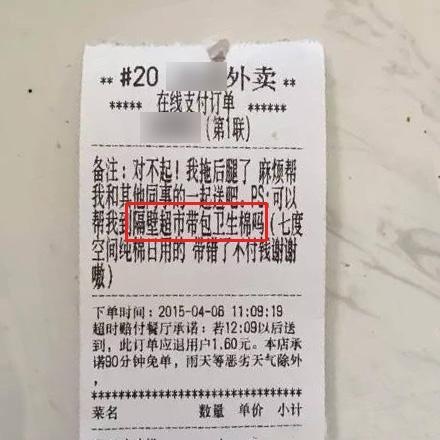 ** #20 外卖 **
***** 在线支付订单 *****
(第1联)
备注：对不起！我拖后腿了 麻烦帮
我和其他同事的一起送吧，PS:可以
帮我到隔壁超市带包卫生棉吗（七度
空间纯棉日用的 带错了不付钱谢谢
嗷）
下单时间：2015-04-06 11:09:19
超时赔付餐厅承诺：若12:09以后送
到，此订单应退用户1.60元。本店承
诺90分钟免单，雨天等恶劣天气除外
，
********************************
菜名 数量 单价 小计